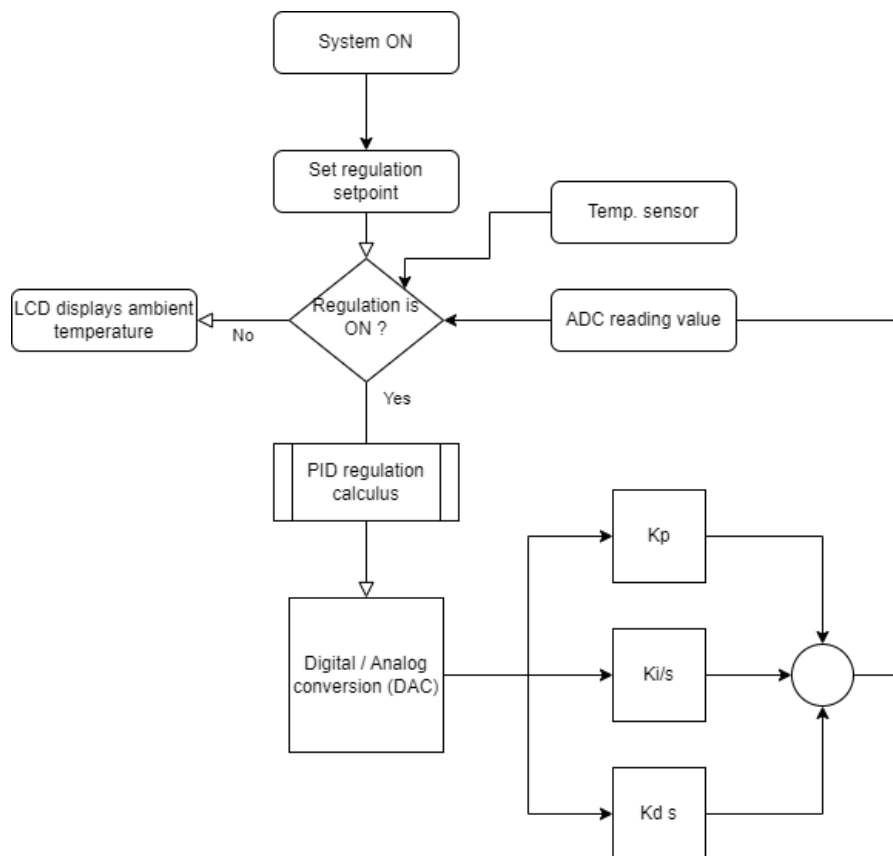 System ON
Set regulation
setpoint
Temp. sensor
LCD displays ambient
temperature
Regulation is
ON ?
ADC reading value
No
Yes
PID regulation
calculus
Kp
Digital / Analog
conversion (DAC)
Ki/s
Kd s